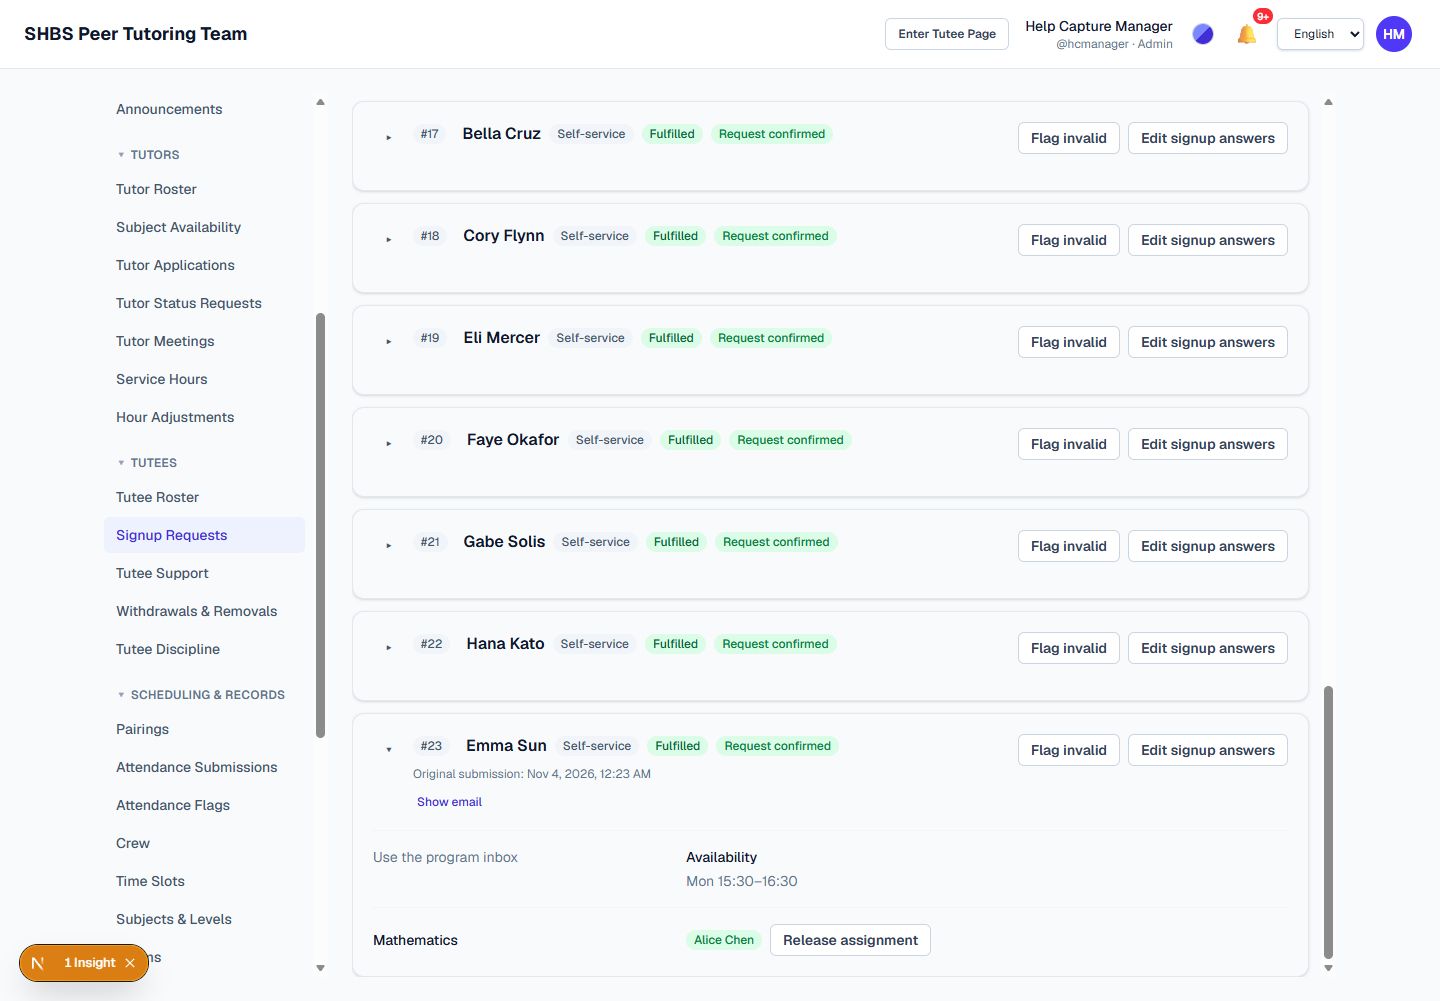 SHBS Peer Tutoring Team
Enter Tutee Page
Help Capture Manager
@hcmanager · Admin
9+
English
HM
Announcements
TUTORS
Tutor Roster
Subject Availability
Tutor Applications
Tutor Status Requests
Tutor Meetings
Service Hours
Hour Adjustments
TUTEES
Tutee Roster
Signup Requests
Tutee Support
Withdrawals & Removals
Tutee Discipline
SCHEDULING & RECORDS
Pairings
Attendance Submissions
Attendance Flags
Crew
Time Slots
Subjects & Levels
N 1 Insight
#17 Bella Cruz Self-service Fulfilled Request confirmed Flag invalid Edit signup answers
#18 Cory Flynn Self-service Fulfilled Request confirmed Flag invalid Edit signup answers
#19 Eli Mercer Self-service Fulfilled Request confirmed Flag invalid Edit signup answers
#20 Faye Okafor Self-service Fulfilled Request confirmed Flag invalid Edit signup answers
#21 Gabe Solis Self-service Fulfilled Request confirmed Flag invalid Edit signup answers
#22 Hana Kato Self-service Fulfilled Request confirmed Flag invalid Edit signup answers
#23 Emma Sun Self-service Fulfilled Request confirmed Flag invalid Edit signup answers
Original submission: Nov 4, 2026, 12:23 AM
Show email
Use the program inbox
Availability
Mon 15:30–16:30
Mathematics
Alice Chen Release assignment